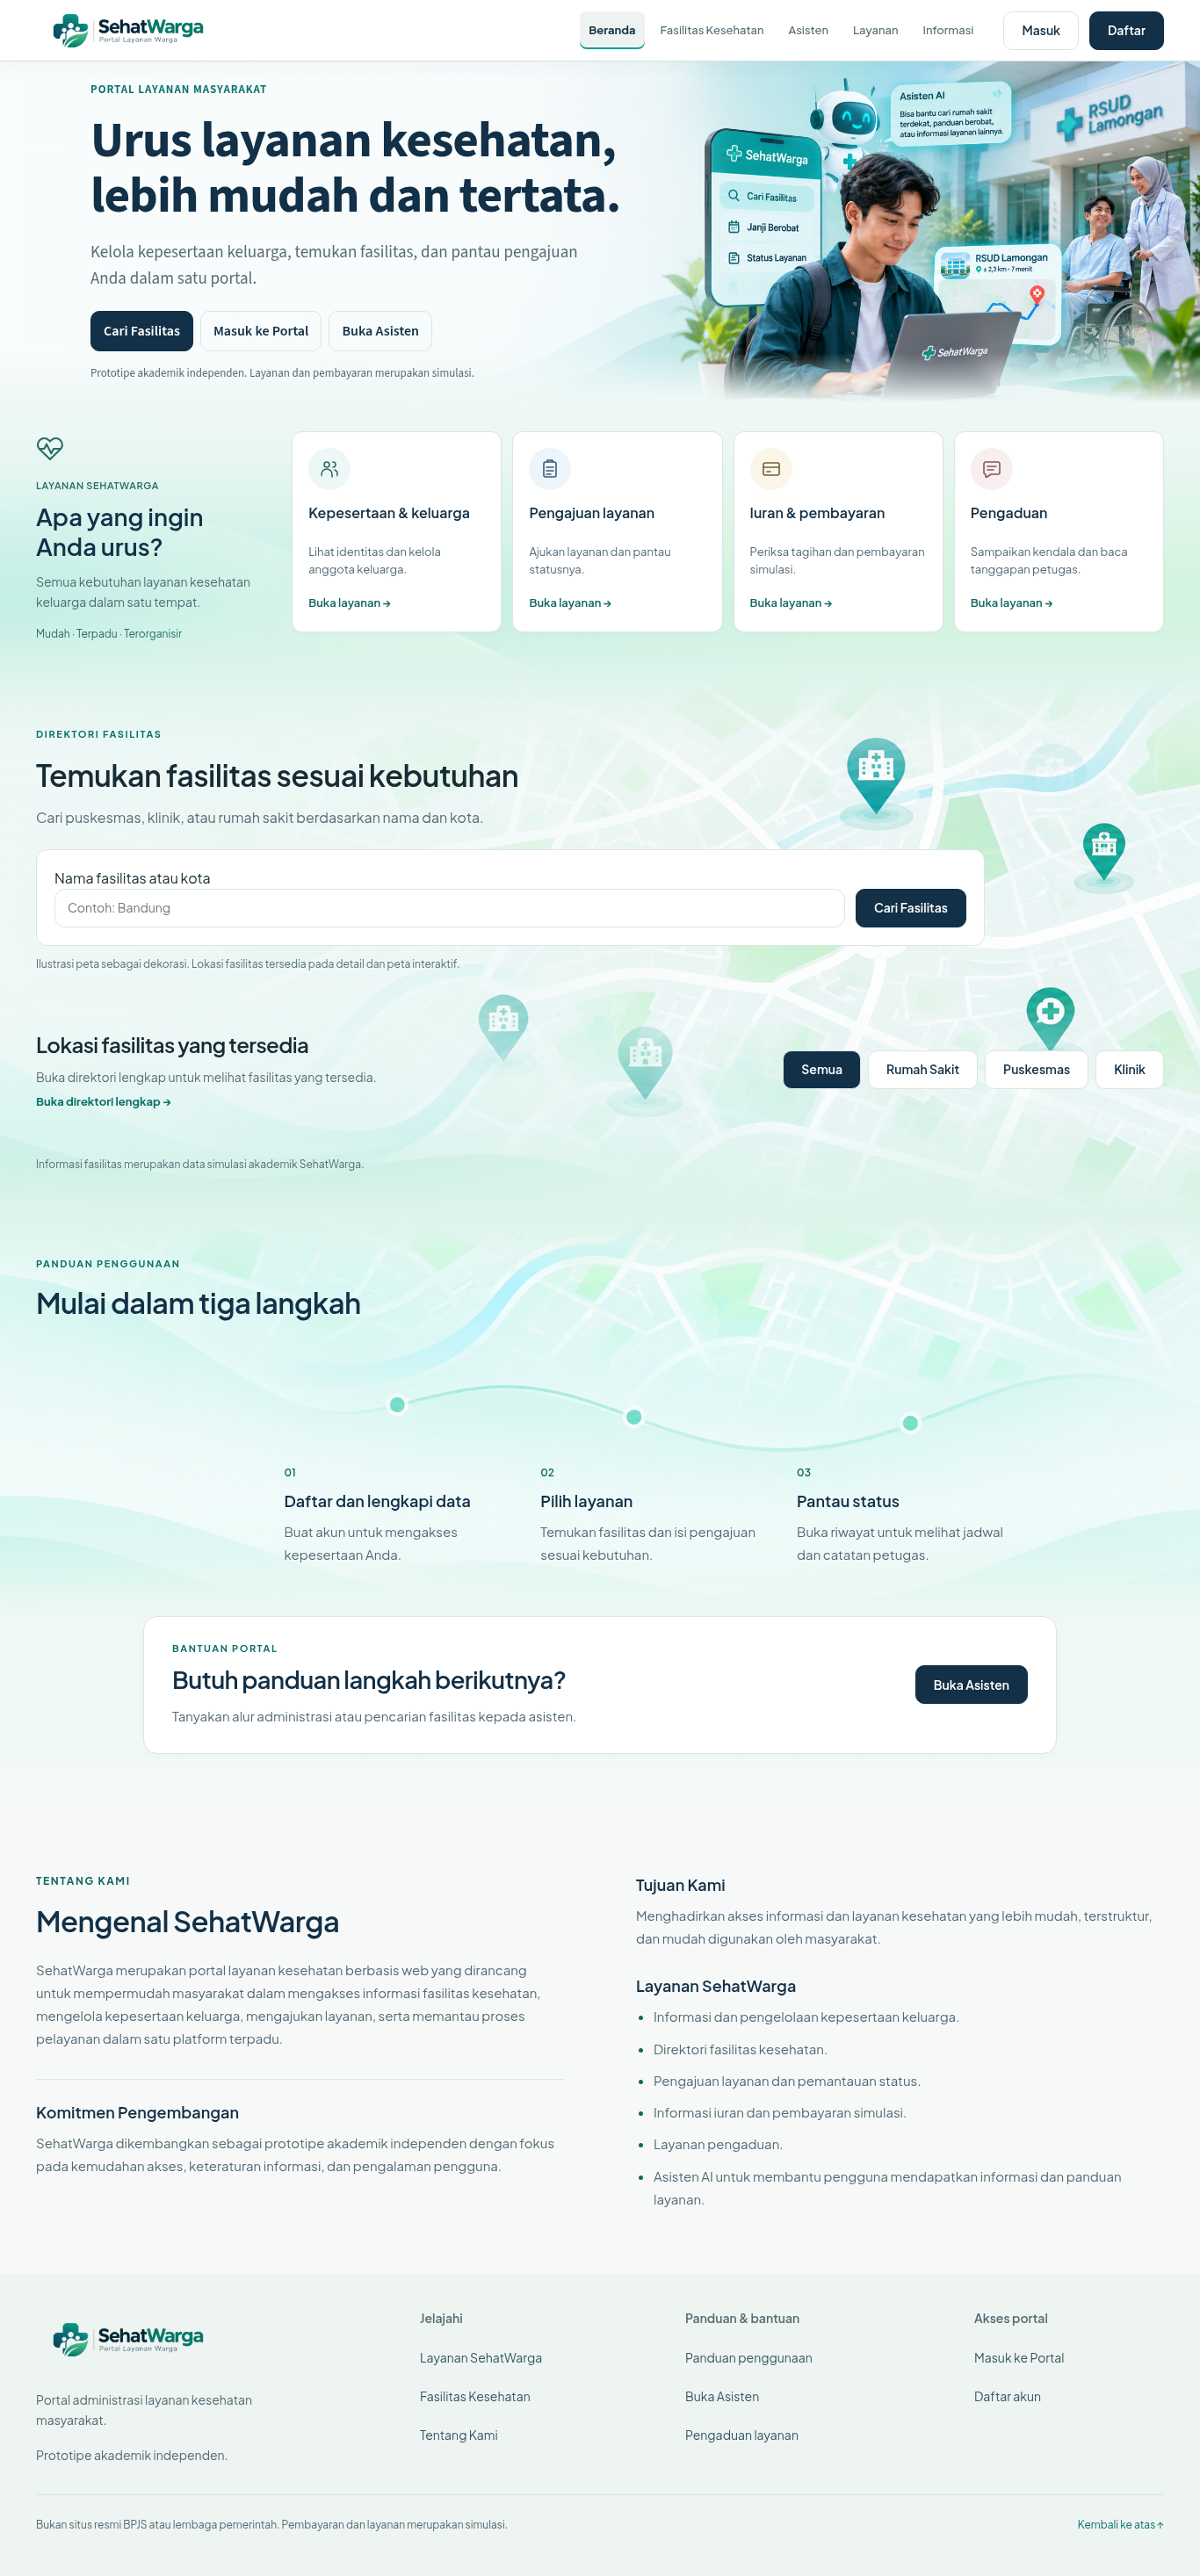 SehatWarga
Portal Layanan Warga
Beranda
Fasilitas Kesehatan
Asisten
Layanan
Informasi
Masuk
Daftar
PORTAL LAYANAN MASYARAKAT
Urus layanan kesehatan,
lebih mudah dan tertata.
Kelola kepesertaan keluarga, temukan fasilitas, dan pantau pengajuan
Anda dalam satu portal.
Cari Fasilitas
Masuk ke Portal
Buka Asisten
Prototipe akademik independen. Layanan dan pembayaran merupakan simulasi.
Asisten AI
Bisa bantu cari rumah sakit
terdekat, panduan berobat,
atau informasi layanan lainnya.
RSUD
Lamongan
SehatWarga
Cari Fasilitas
Janji Berobat
Status Layanan
RSUD Lamongan
± 2,3 km · 7 menit
SehatWarga
LAYANAN SEHATWARGA
Apa yang ingin
Anda urus?
Semua kebutuhan layanan kesehatan
keluarga dalam satu tempat.
Mudah · Terpadu · Terorganisir
Kepesertaan & keluarga
Lihat identitas dan kelola
anggota keluarga.
Buka layanan →
Pengajuan layanan
Ajukan layanan dan pantau
statusnya.
Buka layanan →
Iuran & pembayaran
Periksa tagihan dan pembayaran
simulasi.
Buka layanan →
Pengaduan
Sampaikan kendala dan baca
tanggapan petugas.
Buka layanan →
DIREKTORI FASILITAS
Temukan fasilitas sesuai kebutuhan
Cari puskesmas, klinik, atau rumah sakit berdasarkan nama dan kota.
Nama fasilitas atau kota
Contoh: Bandung
Cari Fasilitas
Ilustrasi peta sebagai dekorasi. Lokasi fasilitas tersedia pada detail dan peta interaktif.
Lokasi fasilitas yang tersedia
Buka direktori lengkap untuk melihat fasilitas yang tersedia.
Buka direktori lengkap →
Semua
Rumah Sakit
Puskesmas
Klinik
Informasi fasilitas merupakan data simulasi akademik SehatWarga.
PANDUAN PENGGUNAAN
Mulai dalam tiga langkah
01
Daftar dan lengkapi data
Buat akun untuk mengakses
kepesertaan Anda.
02
Pilih layanan
Temukan fasilitas dan isi pengajuan
sesuai kebutuhan.
03
Pantau status
Buka riwayat untuk melihat jadwal
dan catatan petugas.
BANTUAN PORTAL
Butuh panduan langkah berikutnya?
Tanyakan alur administrasi atau pencarian fasilitas kepada asisten.
Buka Asisten
TENTANG KAMI
Mengenal SehatWarga
SehatWarga merupakan portal layanan kesehatan berbasis web yang dirancang
untuk mempermudah masyarakat dalam mengakses informasi fasilitas kesehatan,
mengelola kepesertaan keluarga, mengajukan layanan, serta memantau proses
pelayanan dalam satu platform terpadu.
Komitmen Pengembangan
SehatWarga dikembangkan sebagai prototipe akademik independen dengan fokus
pada kemudahan akses, keteraturan informasi, dan pengalaman pengguna.
Tujuan Kami
Menghadirkan akses informasi dan layanan kesehatan yang lebih mudah, terstruktur,
dan mudah digunakan oleh masyarakat.
Layanan SehatWarga
• Informasi dan pengelolaan kepesertaan keluarga.
• Direktori fasilitas kesehatan.
• Pengajuan layanan dan pemantauan status.
• Informasi iuran dan pembayaran simulasi.
• Layanan pengaduan.
• Asisten AI untuk membantu pengguna mendapatkan informasi dan panduan
layanan.
SehatWarga
Portal Layanan Warga
Portal administrasi layanan kesehatan
masyarakat.
Prototipe akademik independen.
Jelajahi
Layanan SehatWarga
Fasilitas Kesehatan
Tentang Kami
Panduan & bantuan
Panduan penggunaan
Buka Asisten
Pengaduan layanan
Akses portal
Masuk ke Portal
Daftar akun
Bukan situs resmi BPJS atau lembaga pemerintah. Pembayaran dan layanan merupakan simulasi.
Kembali ke atas ↑